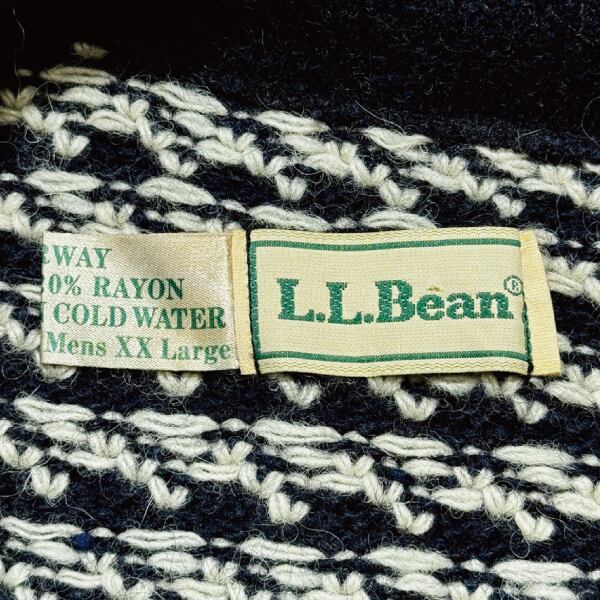 WAY
0% RAYON
COLD WATER
Mens XX Large
L.L.Bean®